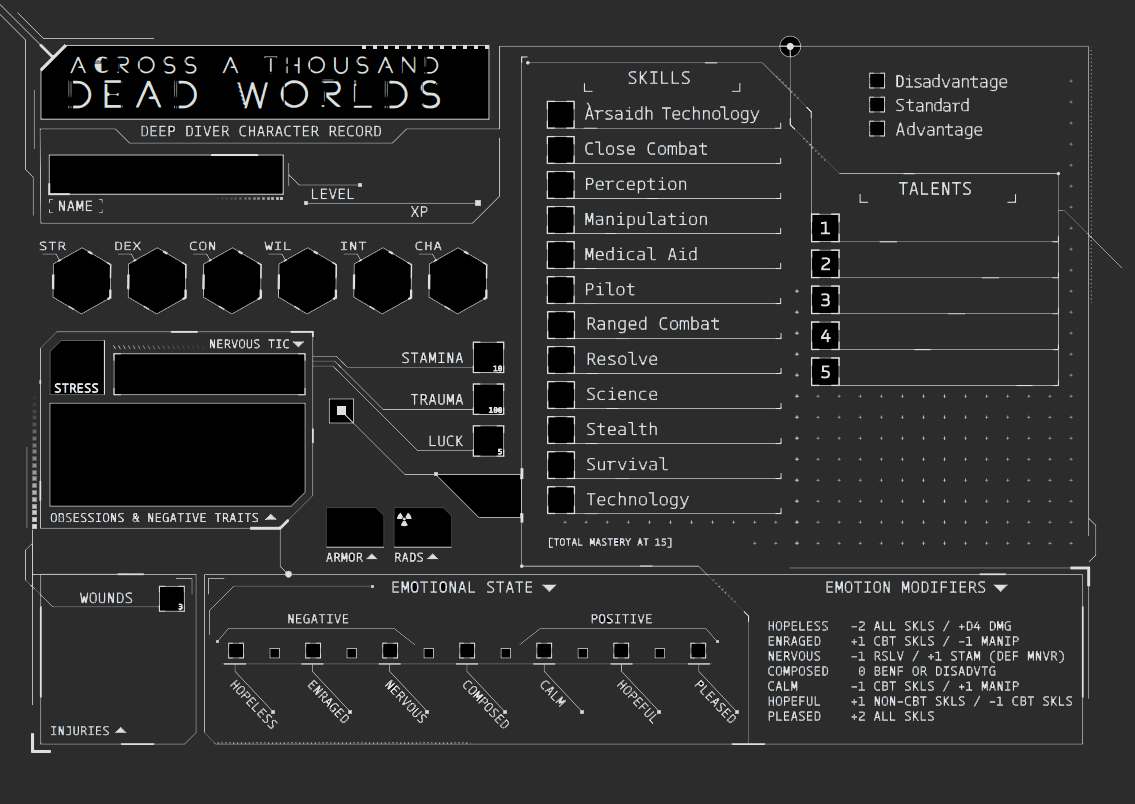 ACROSS A THOUSAND
DEAD WORLDS
DEEP DIVER CHARACTER RECORD
NAME
LEVEL
XP
STR DEX CON WIL INT CHA
NERVOUS TIC
STRESS
OBSESSIONS & NEGATIVE TRAITS
STAMINA
10
TRAUMA
100
LUCK
5
ARMOR
RADS
SKILLS
Arsaidh Technology
Close Combat
Perception
Manipulation
Medical Aid
Pilot
Ranged Combat
Resolve
Science
Stealth
Survival
Technology
[TOTAL MASTERY AT 15]
Disadvantage
Standard
Advantage
TALENTS
1
2
3
4
5
WOUNDS
3
INJURIES
EMOTIONAL STATE
NEGATIVE
POSITIVE
HOPELESS
ENRAGED
NERVOUS
COMPOSED
CALM
HOPEFUL
PLEASED
EMOTION MODIFIERS
HOPELESS -2 ALL SKLS / +D4 DMG
ENRAGED +1 CBT SKLS / -1 MANIP
NERVOUS -1 RSLV / +1 STAM (DEF MNVR)
COMPOSED 0 BENF OR DISADVTG
CALM -1 CBT SKLS / +1 MANIP
HOPEFUL +1 NON-CBT SKLS / -1 CBT SKLS
PLEASED +2 ALL SKLS